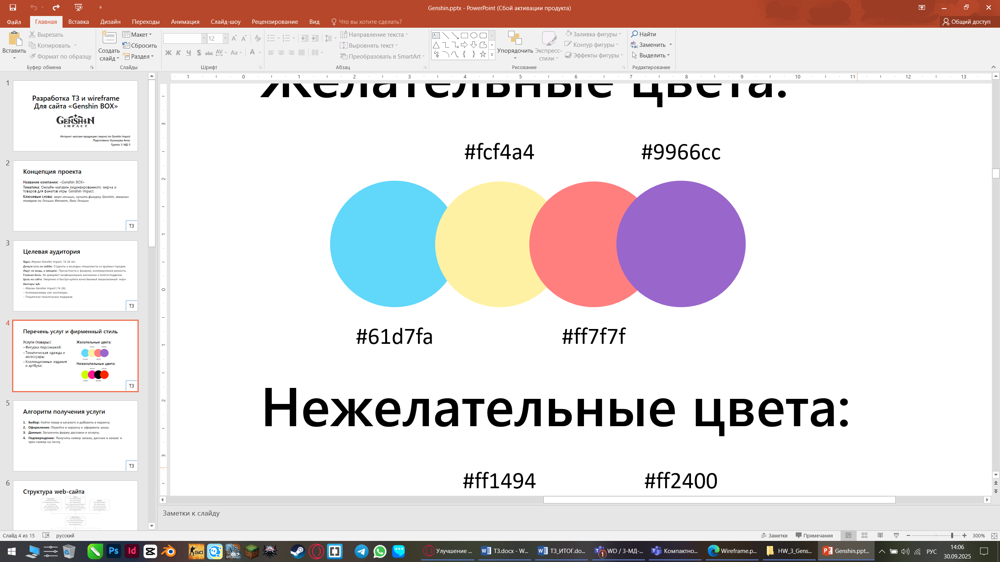 Genshin.pptx - PowerPoint (Сбой активации продукта)
Файл Главная Вставка Дизайн Переходы Анимация Слайд-шоу Рецензирование Вид Что вы хотите сделать? Общий доступ
Вставить
Вырезать
Копировать
Формат по образцу
Буфер обмена
Создать слайд
Макет
Сбросить
Раздел
Слайды
12
Ж К Ч S abc AV Aa A
Шрифт
Направление текста
Выровнять текст
Преобразовать в SmartArt
Абзац
Упорядочить
Экспресс-стили
Заливка фигуры
Контур фигуры
Эффекты фигуры
Рисование
Найти
Заменить
Выделить
Редактирование
1 0 1 2 3 4 5 6 7 8 9 10 11 12 13
3 2 1 0 1 2 3
1
Разработка ТЗ и wireframe
Для сайта «Genshin BOX»
GENSHIN
IMPACT
Интернет-магазин продукции (мерча) по Genshin Impact
Подготовила: Кузнецова Анна
Группа: 3-МД-5
2
Концепция проекта
Название компании: «Genshin BOX»
Тематика: Онлайн-магазин лицензированного мерча и
товаров для фанатов игры Genshin Impact.
Ключевые слова: мерч геншин, купить фигурку Genshin, магазин
товаров по Геншин Импакт, бокс Геншин
ТЗ
3
Целевая аудитория
Ядро: Игроки Genshin Impact, 16-26 лет.
Деньги есть на хобби: Студенты и молодые специалисты из крупных городов.
Ищут не вещь, а эмоцию: Причастность к фандому, коллекционная ценность.
Главная боль: Не доверяют неофициальным магазинам и боятся подделок.
Цель на сайте: Уверенно и быстро купить качественный лицензионный мерч.
Аватары ЦА:
– Игроки Genshin Impact (16-26);
– Коллекционеры или косплееры;
– Покупатели тематических подарков.
ТЗ
4
Перечень услуг и фирменный стиль
Услуги (товары):
– Фигурки персонажей;
– Тематическая одежда и
аксессуары;
– Коллекционные издания
и артбуки.
Желательные цвета:
Нежелательные цвета:
ТЗ
5
Алгоритм получения услуги
1. Выбор: Найти товар в каталоге и добавить в корзину.
2. Оформление: Перейти в корзину и оформить заказ.
3. Данные: Заполнить форму доставки и оплаты.
4. Подтверждение: Получить номер заказа, данные о заказе и
трек-номер на почту.
ТЗ
6
Структура web-сайта
Желательные цвета:
#fcf4a4 #9966cc
#61d7fa #ff7f7f
Нежелательные цвета:
#ff1494 #ff2400
Заметки к слайду
Слайд 4 из 15 русский Заметки Примечания 300%
Ps Id GO
Улучшение ... ТЗ.docx - W... ТЗ_ИТОГ.do... WD / 3-МД-... Компактно... Wireframe.p... HW_3_Gens... Genshin.ppt...
РУС
14:06
30.09.2025